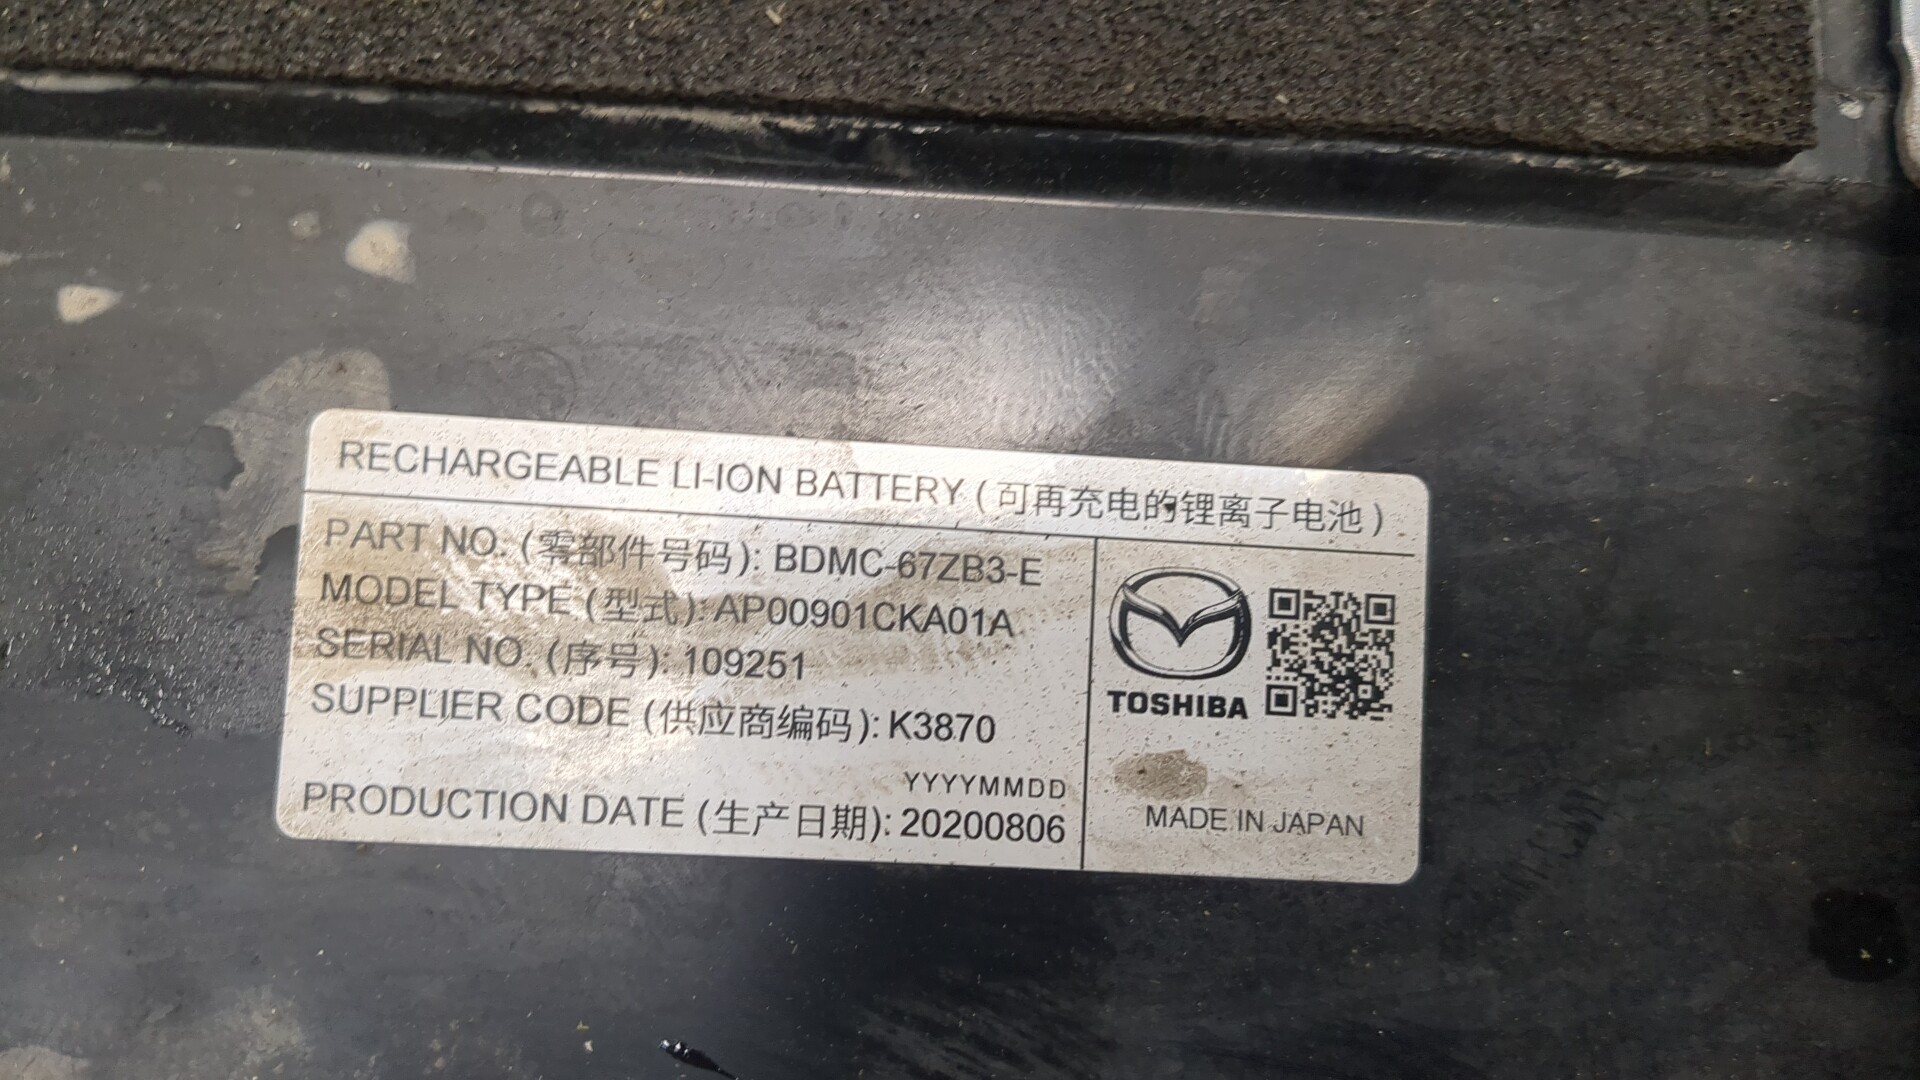 RECHARGEABLE LI-ION BATTERY (可再充电的锂离子电池)
PART NO. (零部件号码): BDMC-67ZB3-E
MODEL TYPE (型式): AP00901CKA01A
SERIAL NO. (序号): 109251
SUPPLIER CODE (供应商编码): K3870
YYYYMMDD
PRODUCTION DATE (生产日期): 20200806
TOSHIBA
MADE IN JAPAN